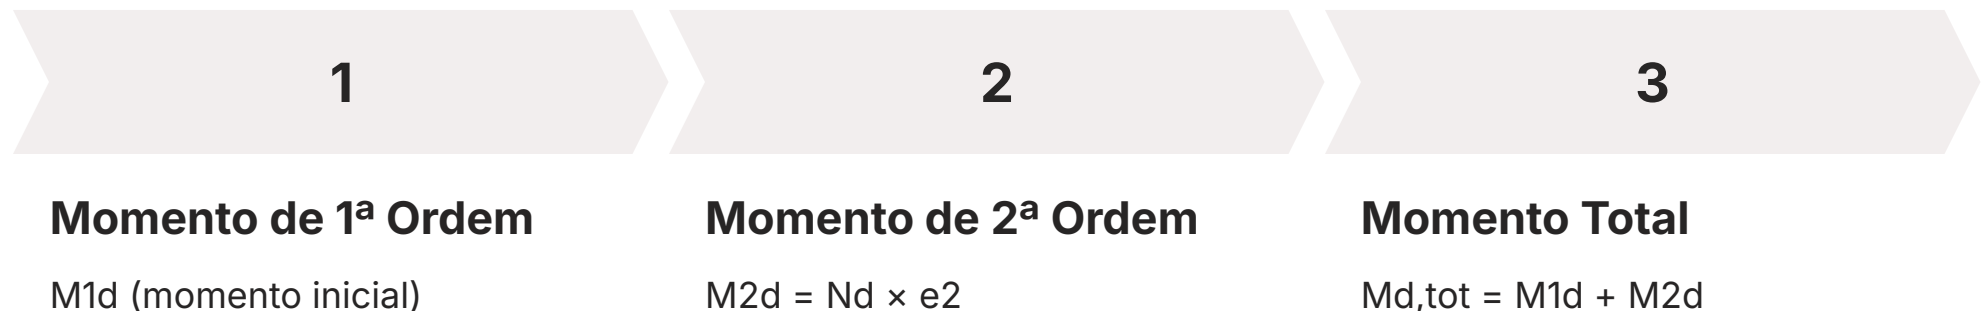 1
2
3
Momento de 1ª Ordem
M1d (momento inicial)
Momento de 2ª Ordem
M2d = Nd × e2
Momento Total
Md,tot = M1d + M2d